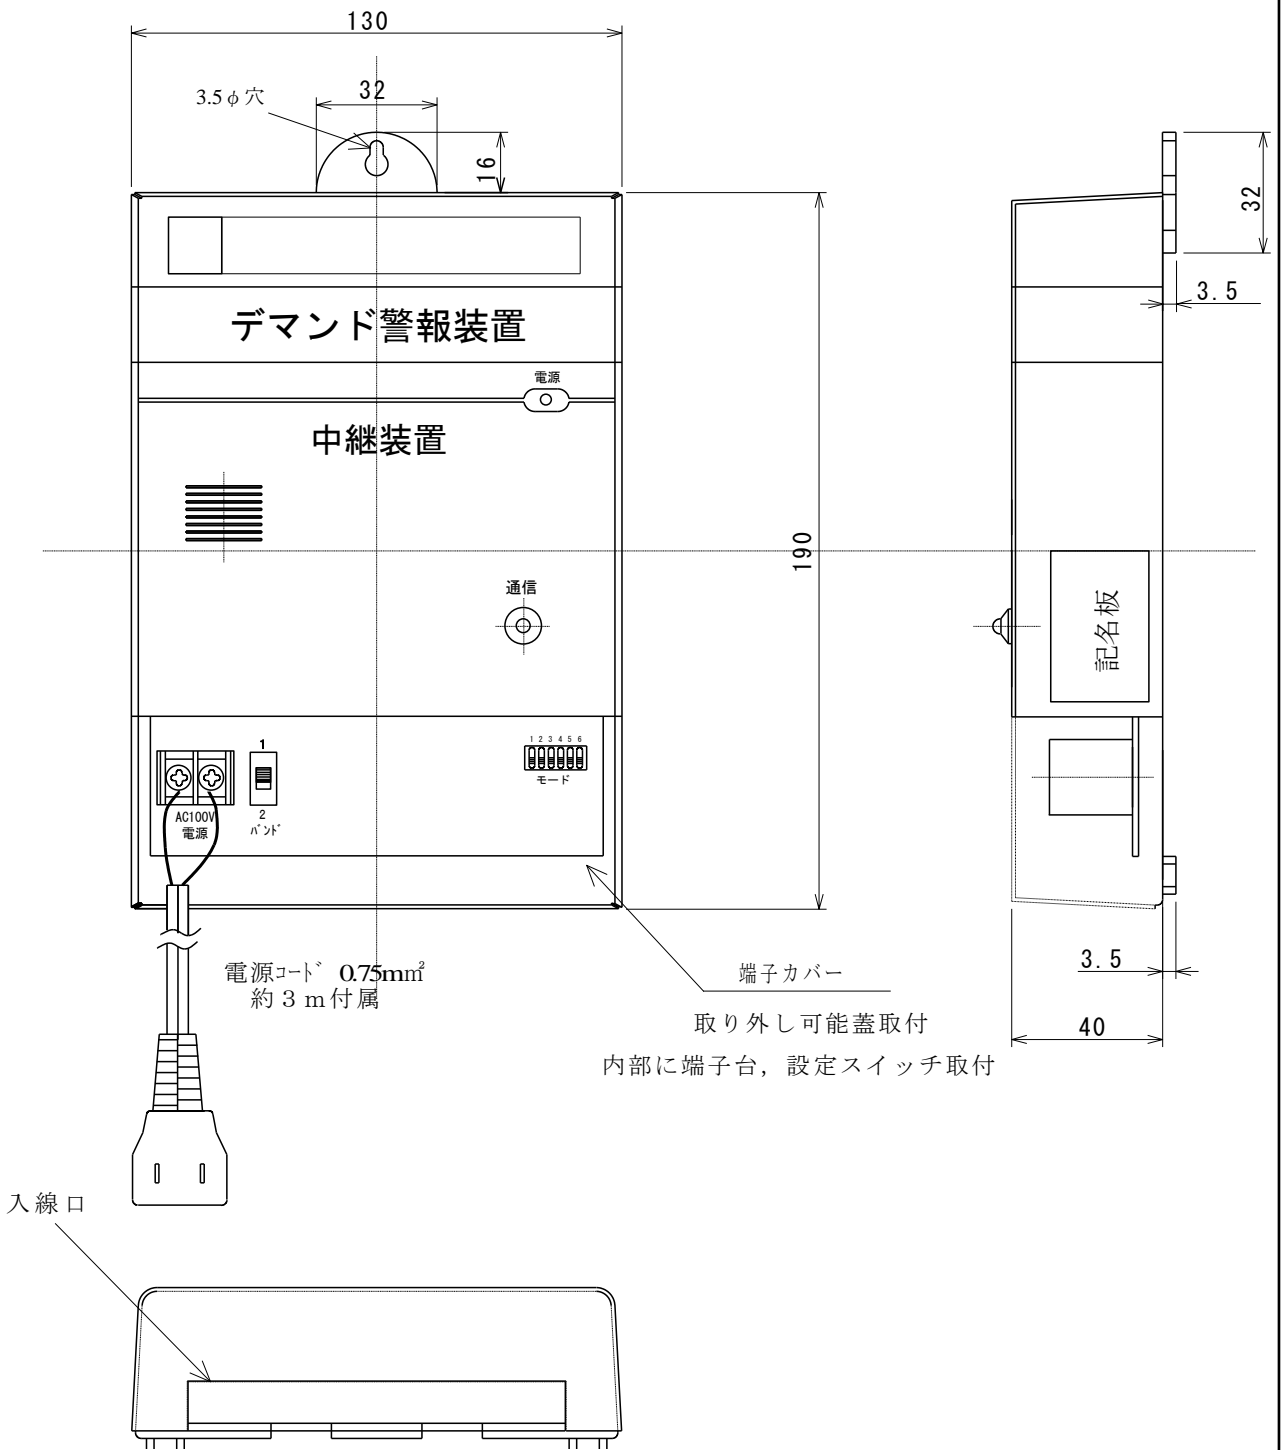 130
32
3.5φ穴
16
32
3.5
デマンド警報装置
電源
中継装置
190
通信
記名板
1
1 2 3 4 5 6
モード
AC100V
電源
2
ﾊﾞﾝﾄﾞ
電源ｺｰﾄﾞ 0.75mm²
約３ｍ付属
端子カバー
取り外し可能蓋取付
内部に端子台，設定スイッチ取付
3.5
40
入線口